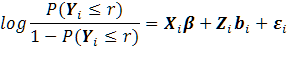 log P(Y_i ≤ r) / 1 − P(Y_i ≤ r) = X_i β + Z_i b_i + ε_i